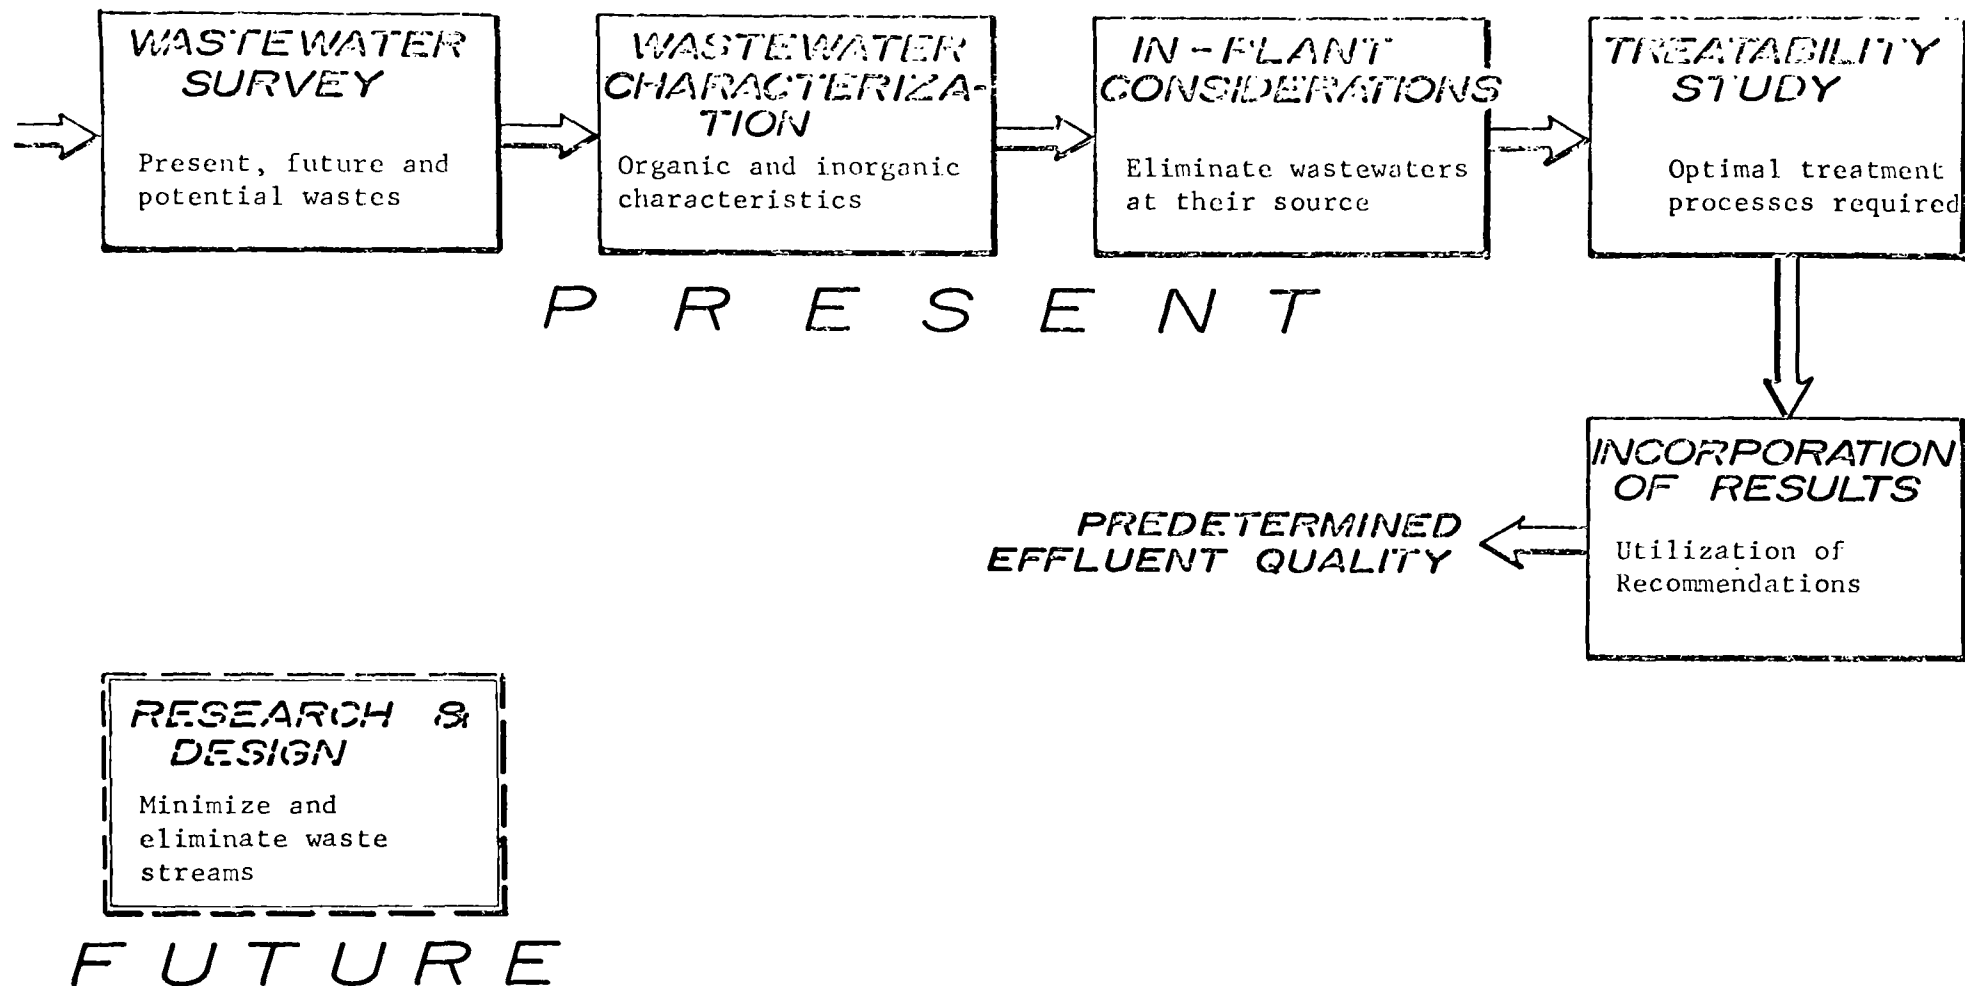 WASTEWATER
SURVEY
Present, future and
potential wastes
WASTEWATER
CHARACTERIZA-
TION
Organic and inorganic
characteristics
IN-PLANT
CONSIDERATIONS
Eliminate wastewaters
at their source
TREATABILITY
STUDY
Optimal treatment
processes required
PRESENT
INCORPORATION
OF RESULTS
Utilization of
Recommendations
PREDETERMINED
EFFLUENT QUALITY
RESEARCH &
DESIGN
Minimize and
eliminate waste
streams
FUTURE